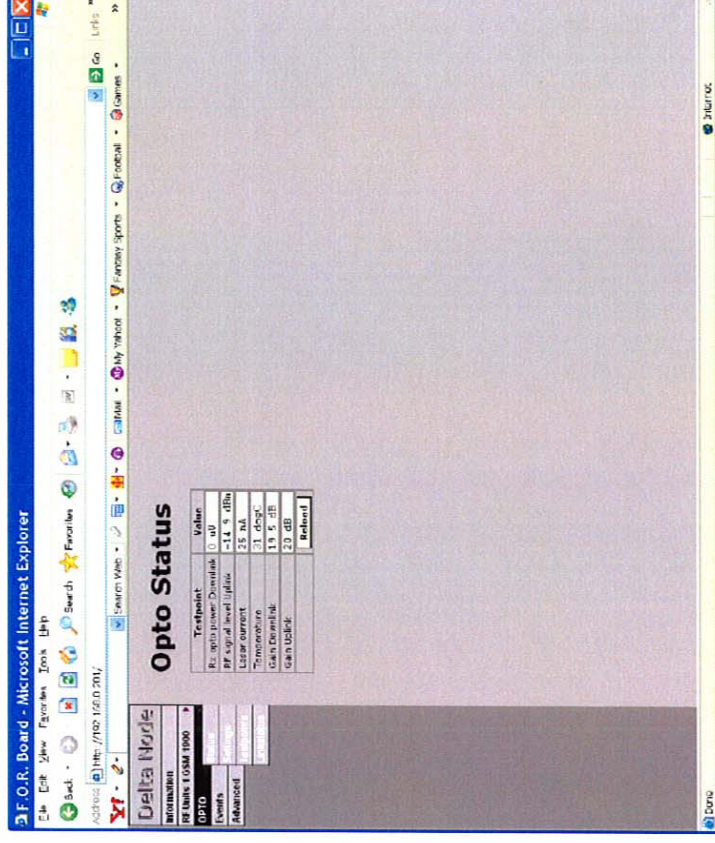 F.O.R. Board - Microsoft Internet Explorer
File Edit View Favorites Tools Help
Back Search Favorites
Address http://192.168.0.201/ Go Links »
Y! Search Web Mail My Yahoo! Fantasy Sports Football Games »
Delta Node
Information
RF Units 1 GSM 1900
OPTO
Events
Advanced
Opto Status
Testpoint Value
Rx opto power Downlink 0 uW
RF signal level Uplink -14 9 dBm
Laser current 25 mA
Temperature 31 degC
Gain Downlink 19 5 dB
Gain Uplink 20 dB
Reload
Done Internet